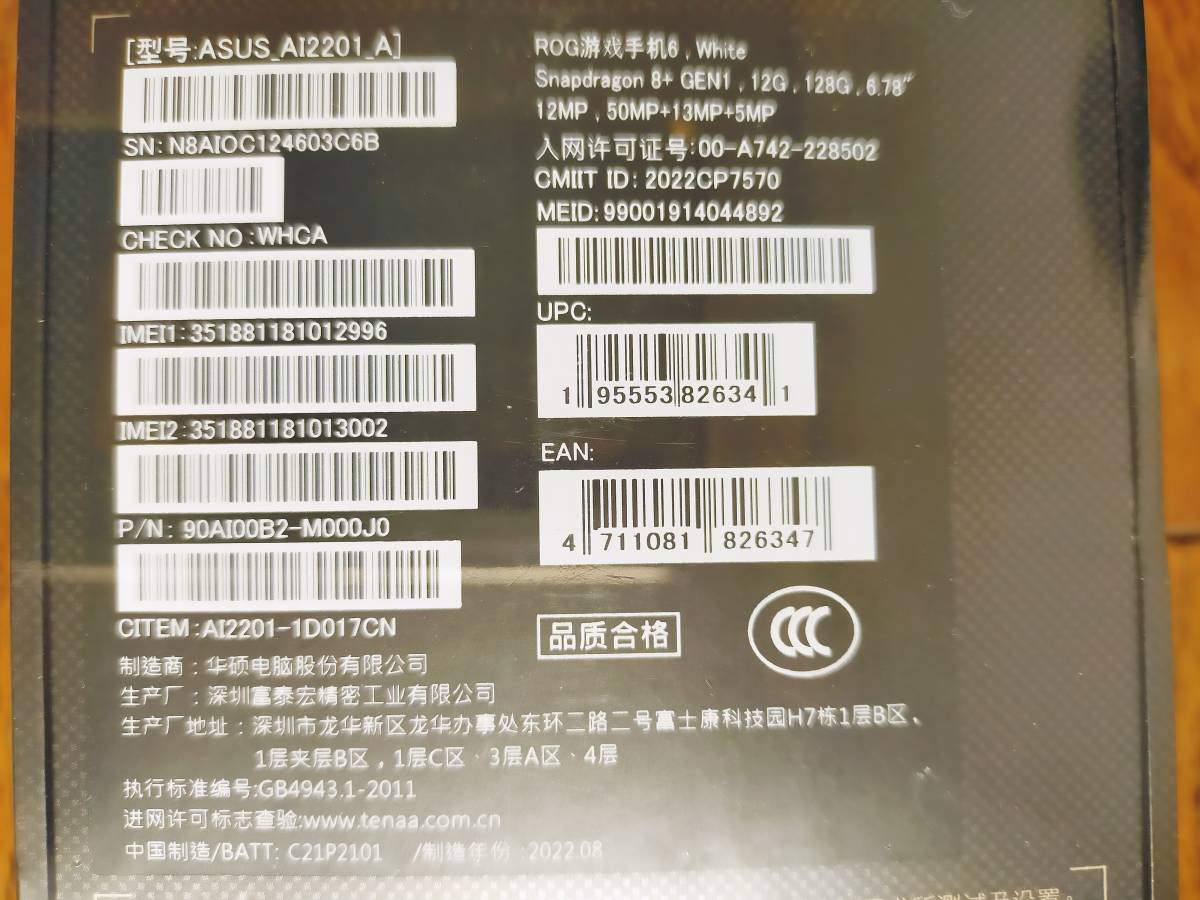 [型号:ASUS_AI2201_A]
SN: N8AIOC124603C6B
CHECK NO :WHCA
IMEI1:351881181012996
IMEI2:351881181013002
P/N: 90AI00B2-M000J0
CITEM:AI2201-1D017CN
ROG游戏手机6,White
Snapdragon 8+ GEN1,12G,128G,6.78″
12MP,50MP+13MP+5MP
入网许可证号:00-A742-228502
CMIIT ID: 2022CP7570
MEID:99001914044892
UPC:
1 95553 82634 1
EAN:
4 711081 826347
品质合格
CCC
制造商:华硕电脑股份有限公司
生产厂:深圳富泰宏精密工业有限公司
生产厂地址:深圳市龙华新区龙华办事处东环二路二号富士康科技园H7栋1层B区、
1层夹层B区,1层C区、3层A区、4层
执行标准编号:GB4943.1-2011
进网许可标志查验:www.tenaa.com.cn
中国制造/BATT: C21P2101 /制造年份:2022.08
测试及设置。